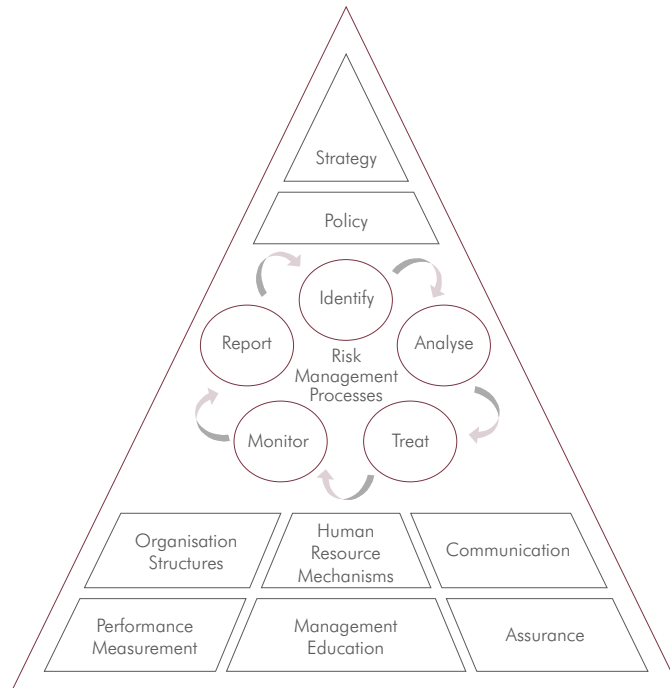 Strategy
Policy
Identify
Report
Analyse
Risk
Management
Processes
Monitor
Treat
Organisation
Structures
Human
Resource
Mechanisms
Communication
Performance
Measurement
Management
Education
Assurance